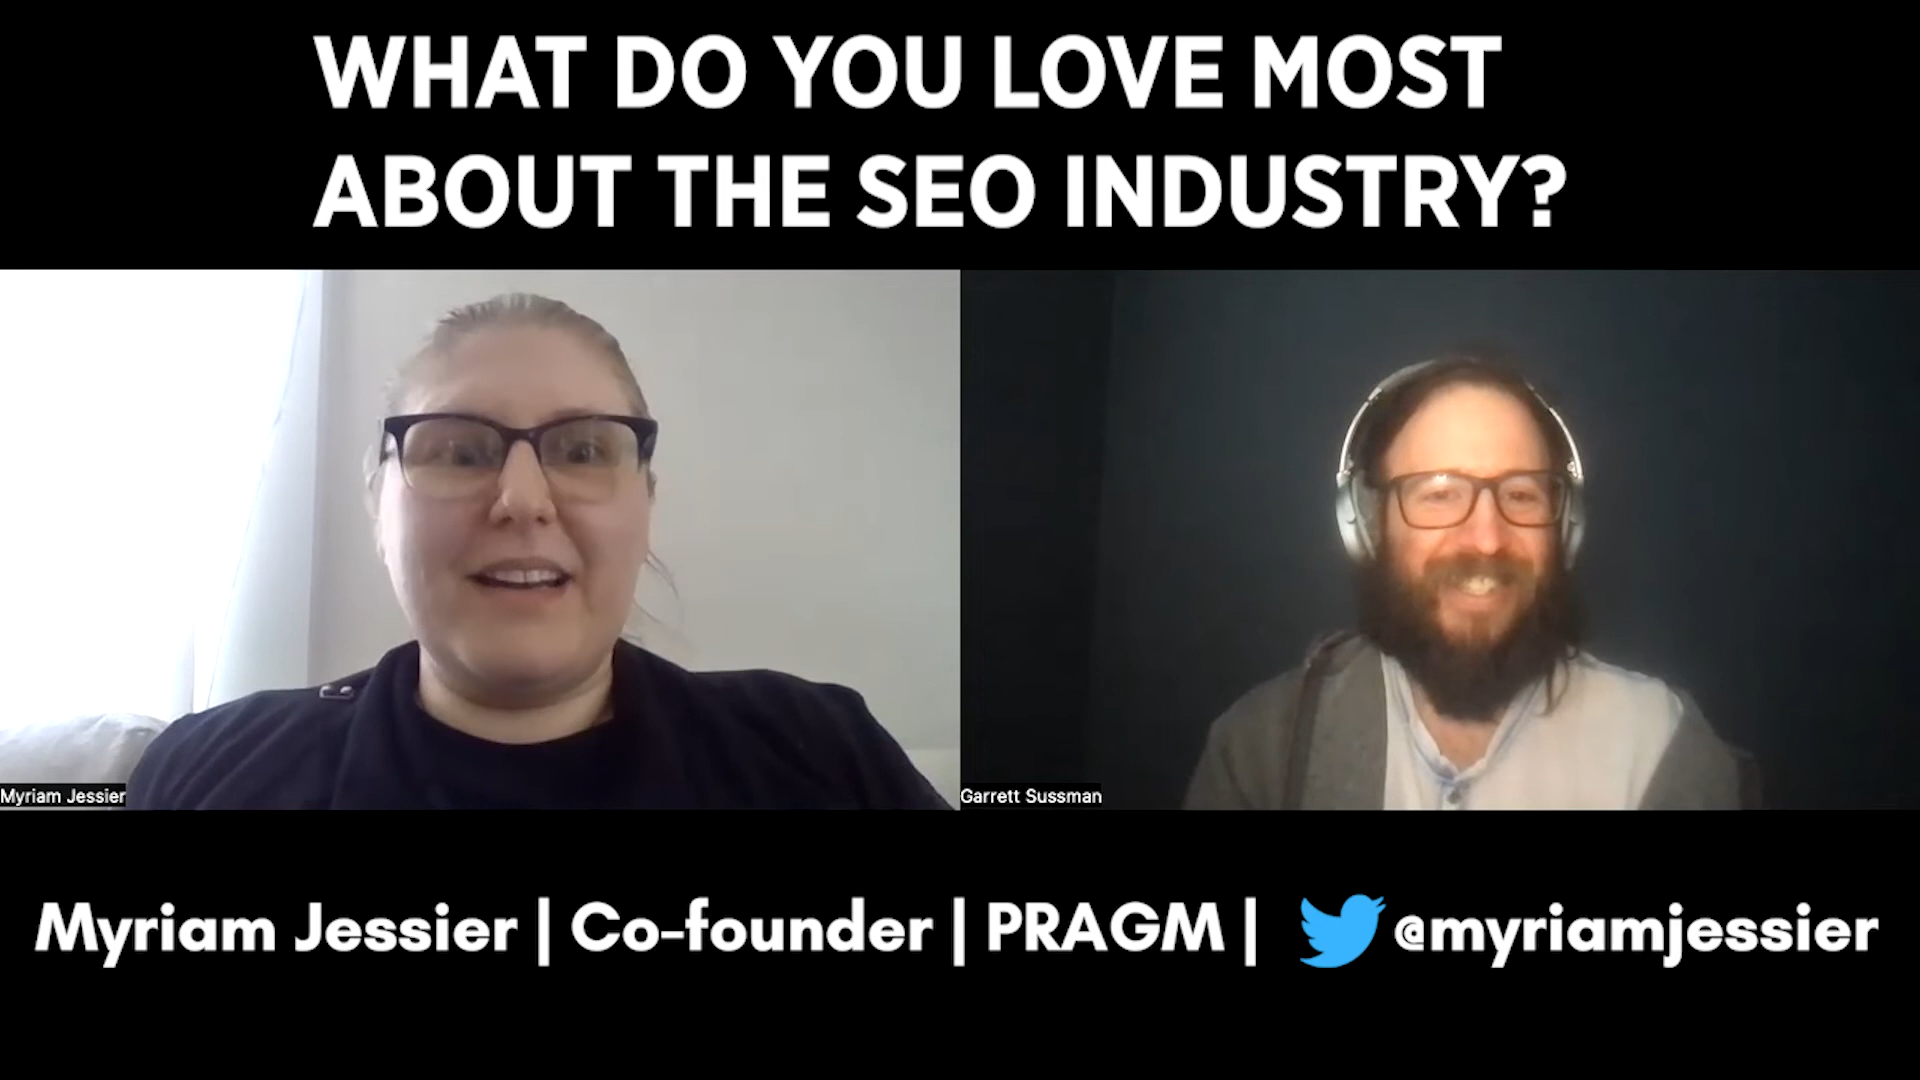 WHAT DO YOU LOVE MOST
ABOUT THE SEO INDUSTRY?
Myriam Jessier
Garrett Sussman
Myriam Jessier | Co-founder | PRAGM | @myriamjessier